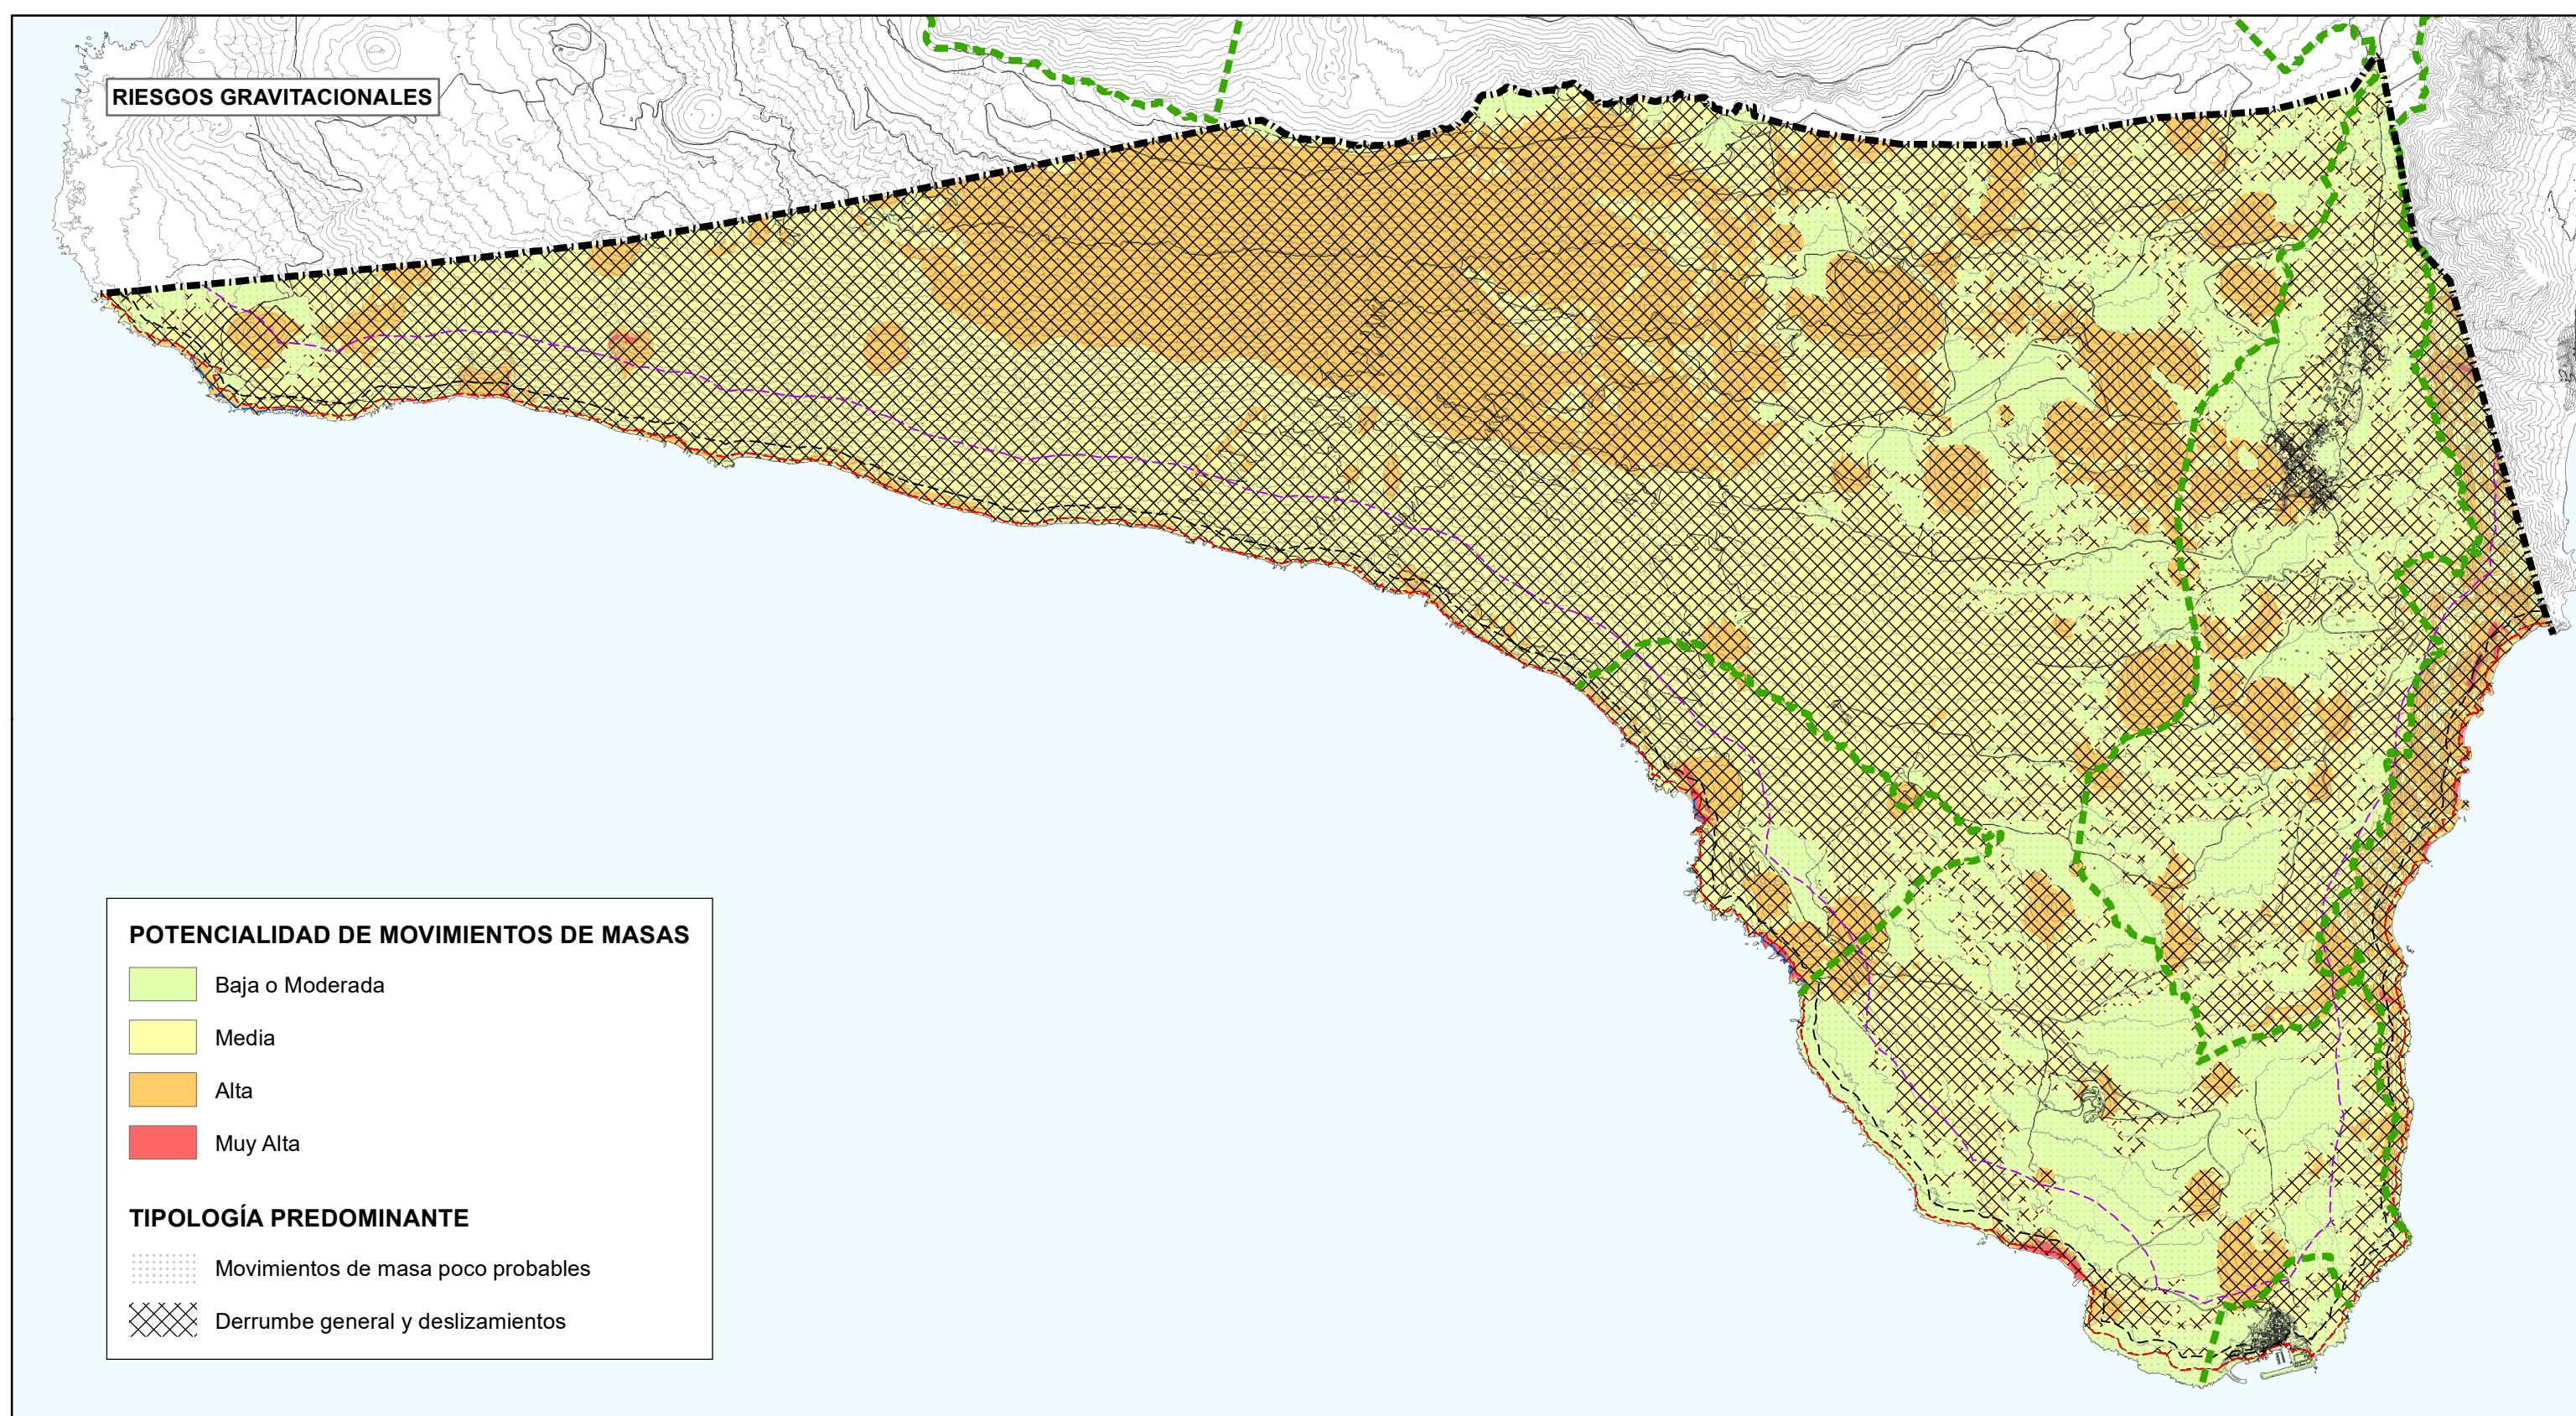 RIESGOS GRAVITACIONALES
POTENCIALIDAD DE MOVIMIENTOS DE MASAS
Baja o Moderada
Media
Alta
Muy Alta
TIPOLOGÍA PREDOMINANTE
Movimientos de masa poco probables
Derrumbe general y deslizamientos